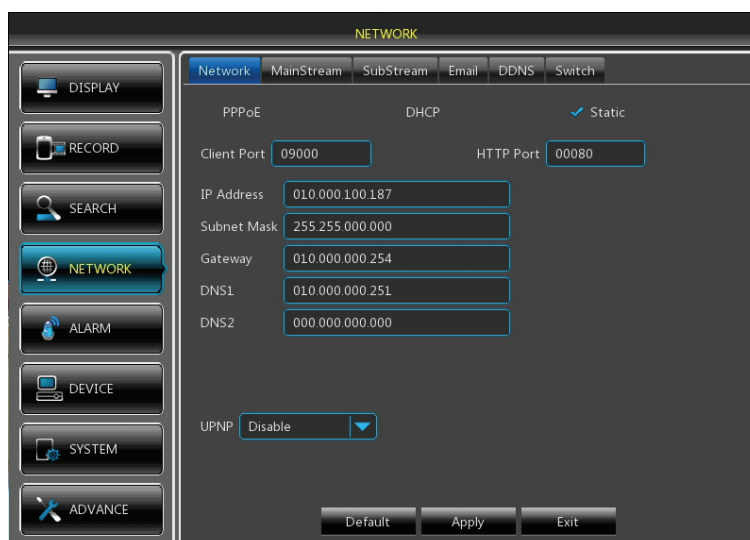 NETWORK
DISPLAY
RECORD
SEARCH
NETWORK
ALARM
DEVICE
SYSTEM
ADVANCE
Network MainStream SubStream Email DDNS Switch
PPPoE DHCP Static
Client Port 09000 HTTP Port 00080
IP Address 010.000.100.187
Subnet Mask 255.255.000.000
Gateway 010.000.000.254
DNS1 010.000.000.251
DNS2 000.000.000.000
UPNP Disable
Default Apply Exit